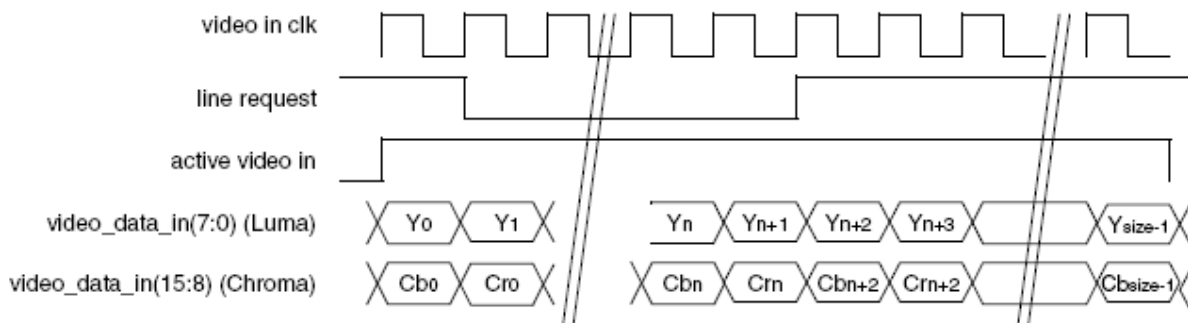 video in clk
line request
active video in
video_data_in(7:0) (Luma) Y0 Y1 Yn Yn+1 Yn+2 Yn+3 Ysize-1
video_data_in(15:8) (Chroma) Cb0 Cr0 Cbn Crn Cbn+2 Crn+2 Cbsize-1